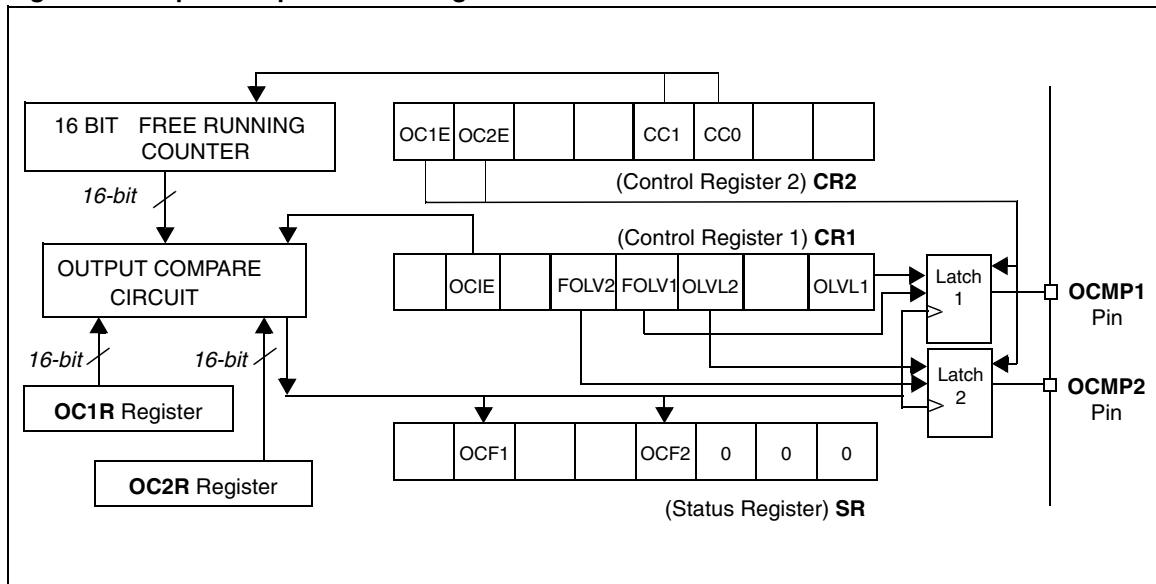 16 BIT FREE RUNNING
COUNTER
OC1E OC2E CC1 CC0
(Control Register 2) CR2
16-bit
(Control Register 1) CR1
OUTPUT COMPARE
CIRCUIT
OCIE FOLV2 FOLV1 OLVL2 OLVL1
Latch
1
OCMP1
Pin
16-bit
16-bit
Latch
2
OCMP2
Pin
OC1R Register
OCF1 OCF2 0 0 0
OC2R Register
(Status Register) SR